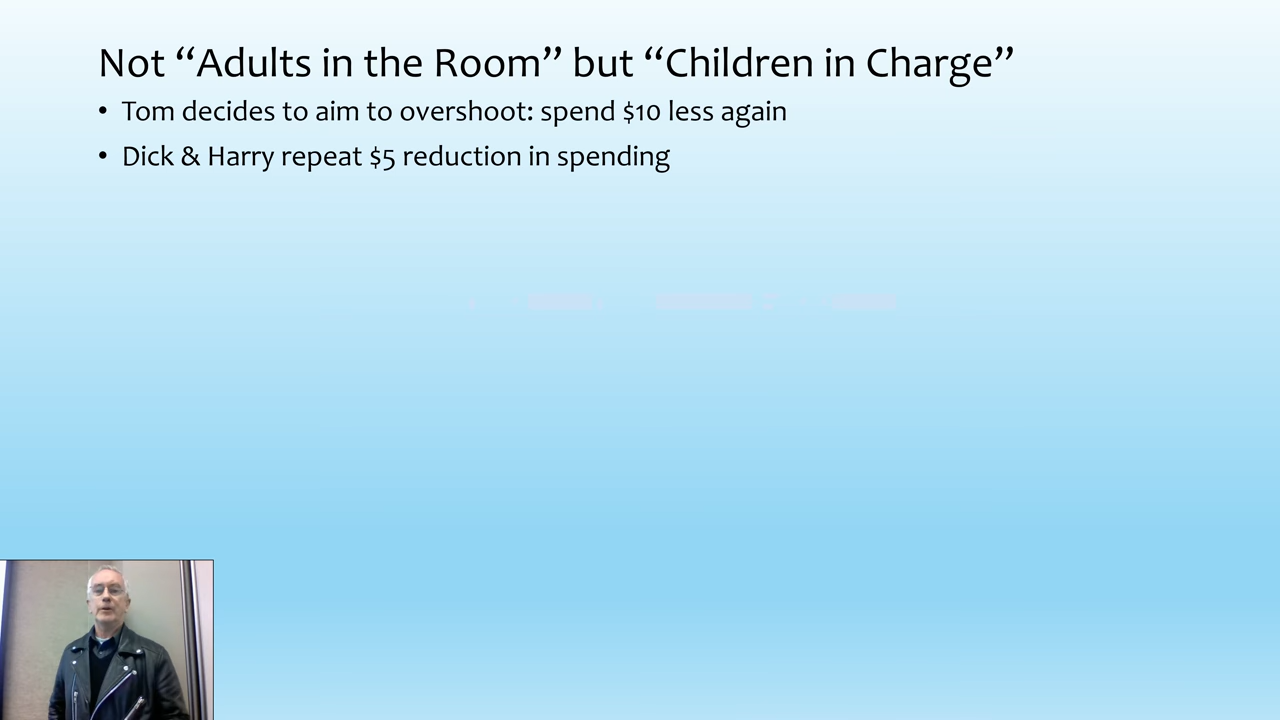 Not “Adults in the Room” but “Children in Charge”
• Tom decides to aim to overshoot: spend $10 less again
• Dick & Harry repeat $5 reduction in spending